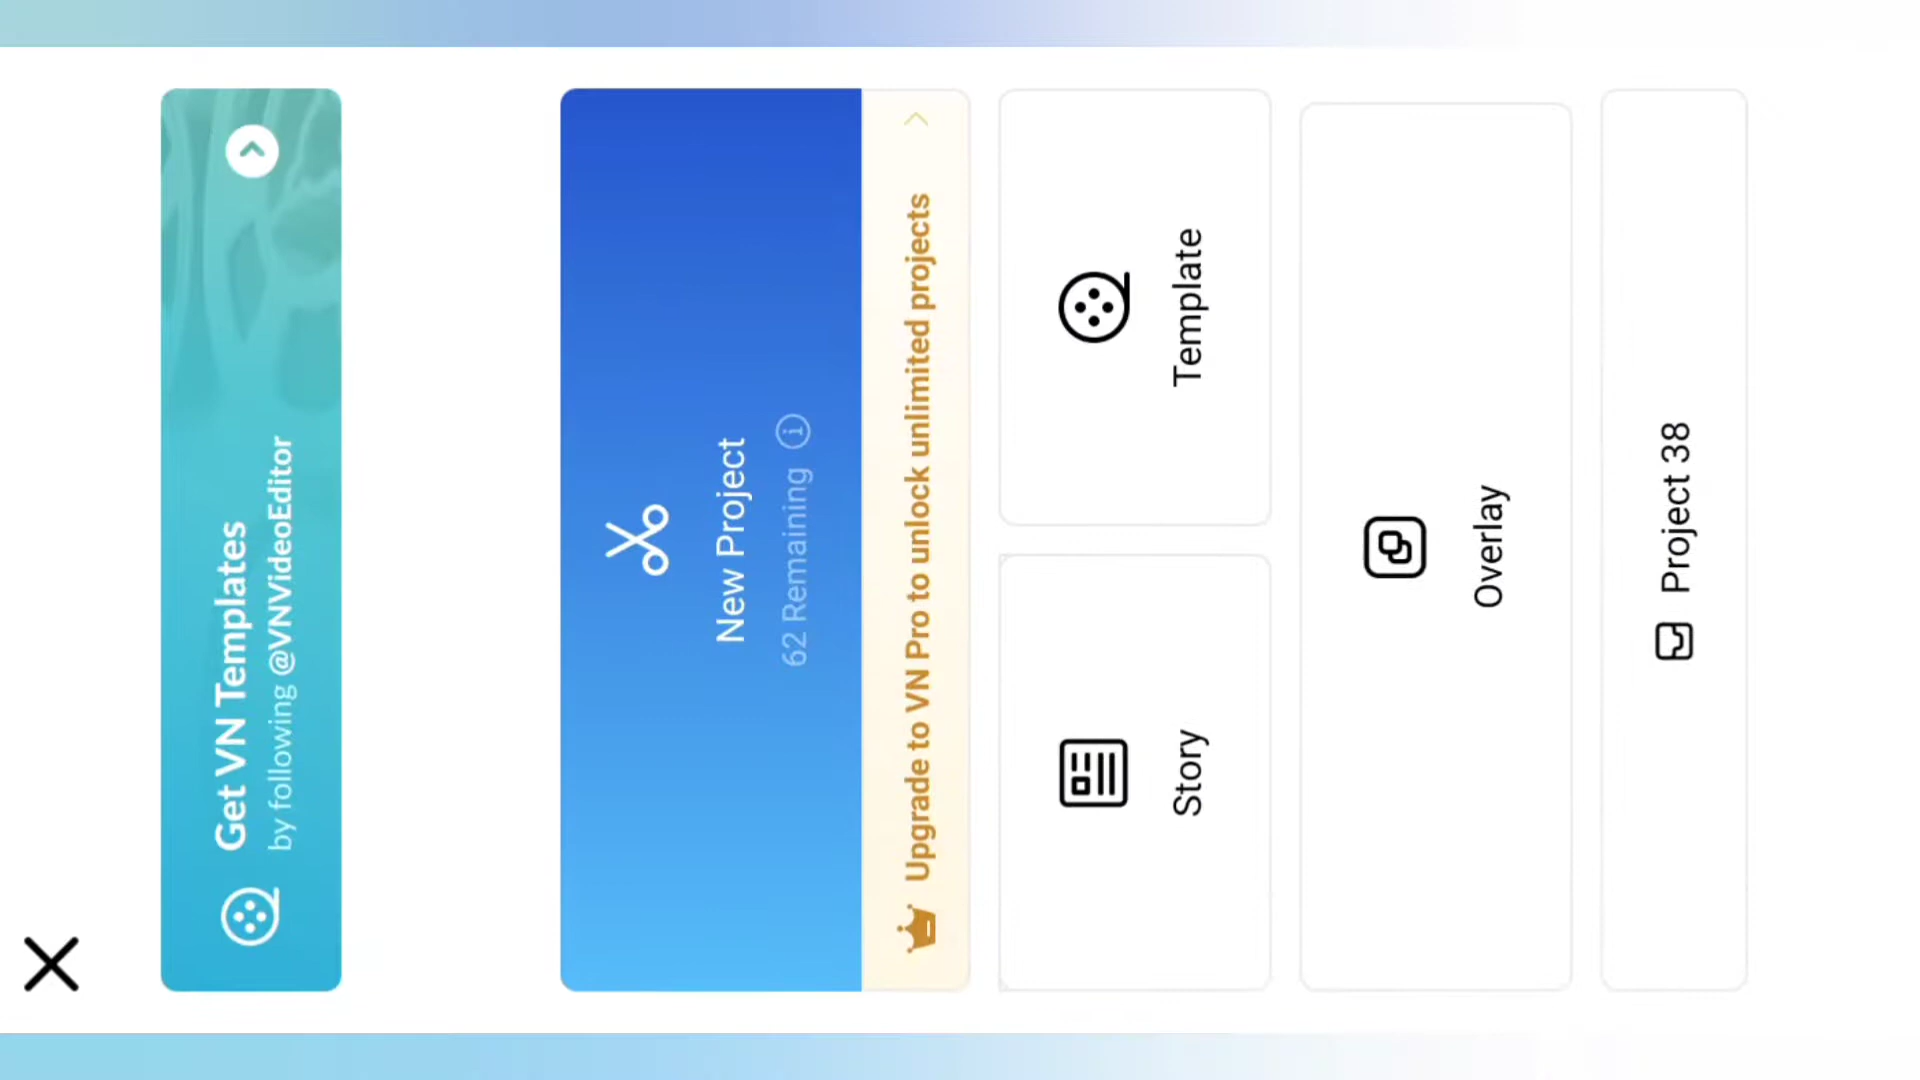 Get VN Templates
by following @VNVideoEditor
New Project
62 Remaining
Upgrade to VN Pro to unlock unlimited projects
Story
Template
Overlay
Project 38